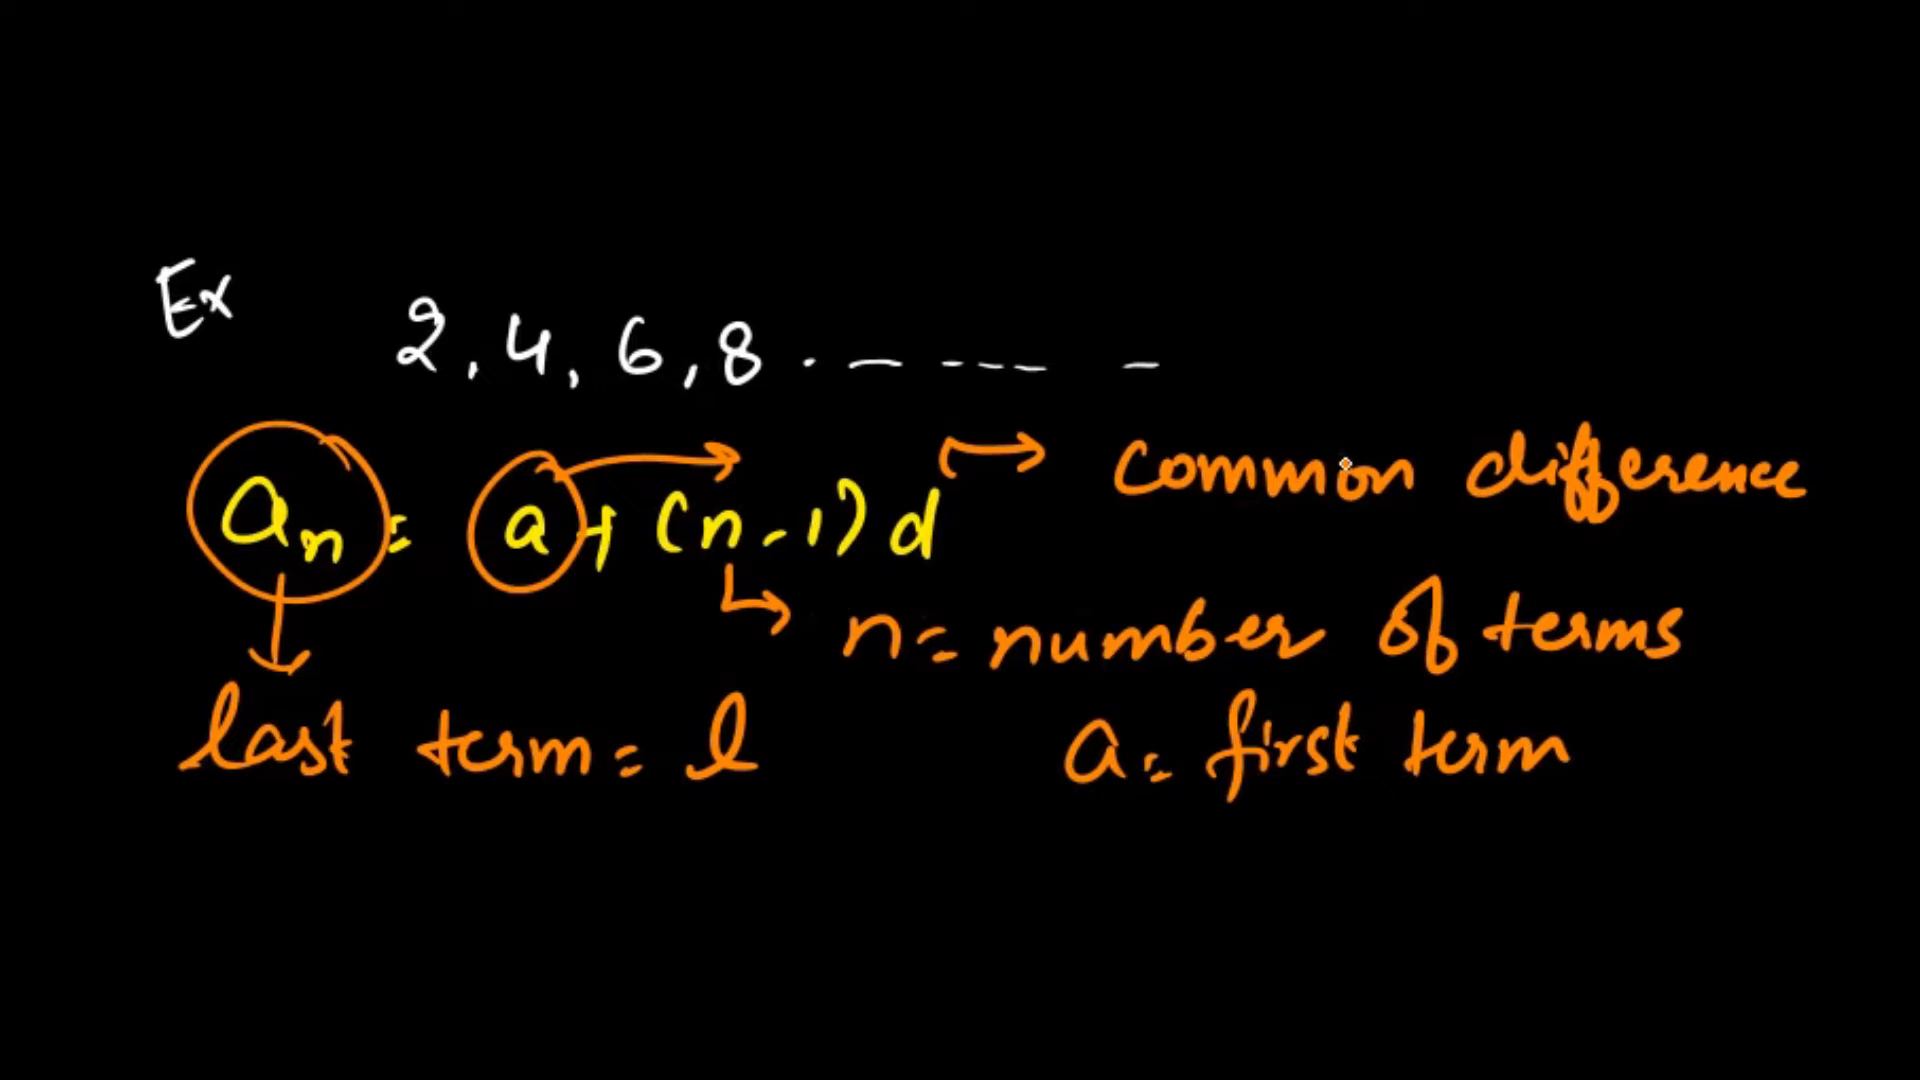 Ex
2, 4, 6, 8 . - - - - - -
aₙ = a + (n-1) d → common difference
n = number of terms
last term = l
a = first term